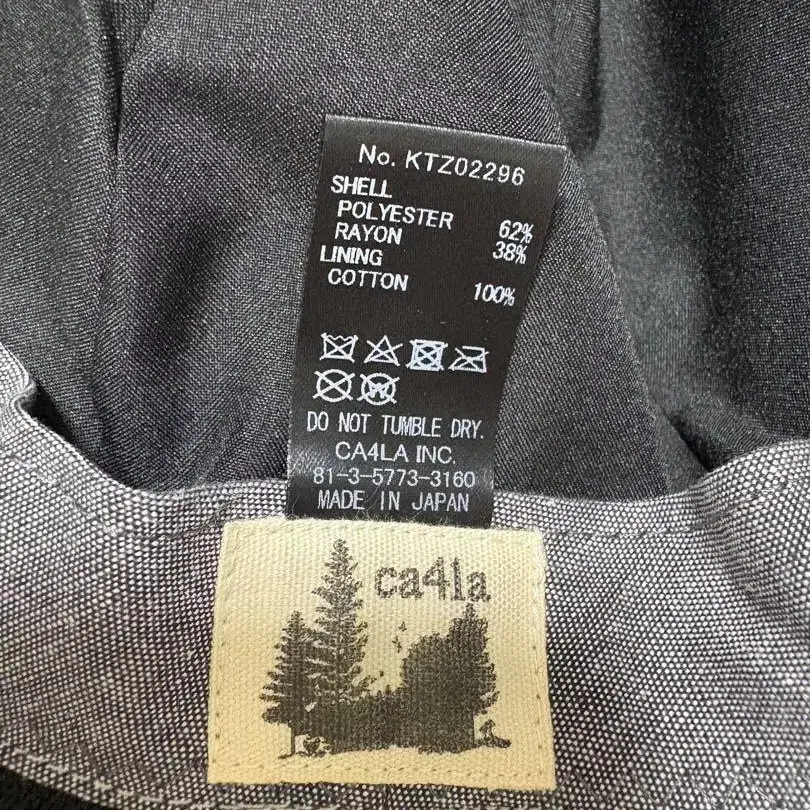 No. KTZ02296
SHELL
POLYESTER 62%
RAYON 38%
LINING
COTTON 100%
W
DO NOT TUMBLE DRY.
CA4LA INC.
81-3-5773-3160
MADE IN JAPAN
ca4la